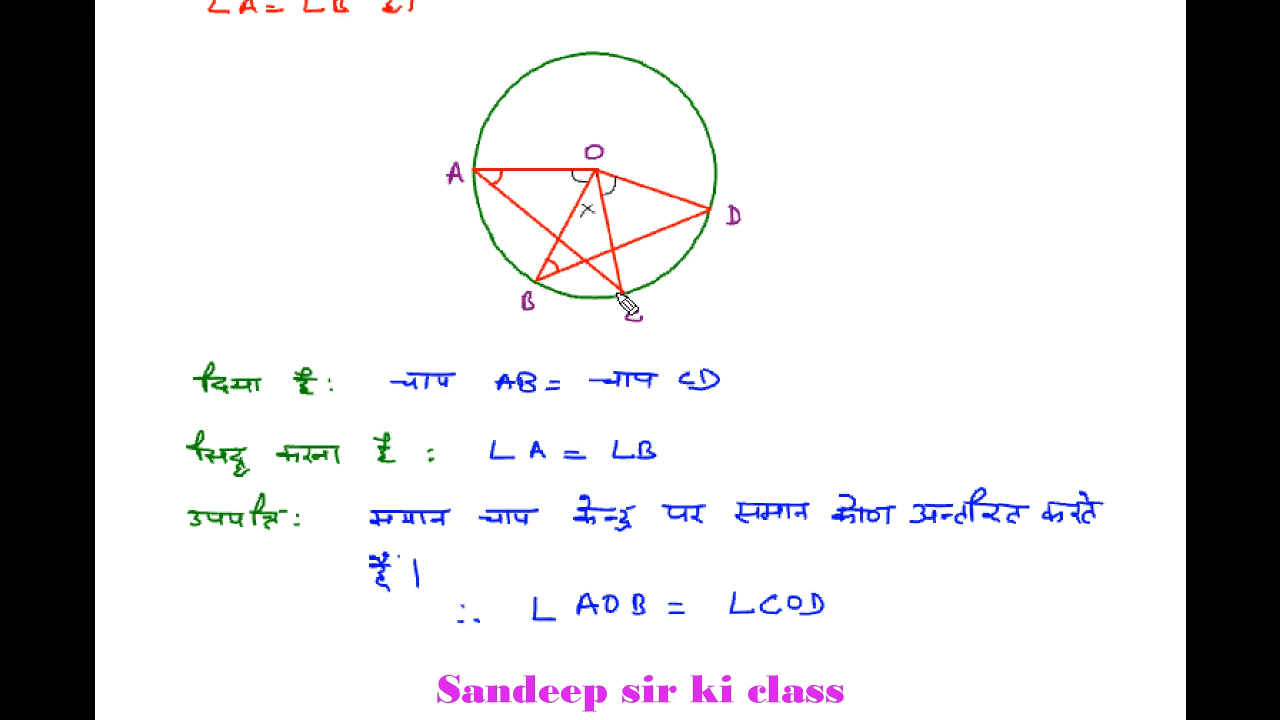 ∠A = ∠B
O
A
×
D
B
C
दिया है : चाप AB = चाप CD
सिद्ध करना है : ∠A = ∠B
उपपत्ति : समान चाप केन्द्र पर समान कोण अन्तरित करते
हैं ।
∴ ∠AOB = ∠COD
Sandeep sir ki class